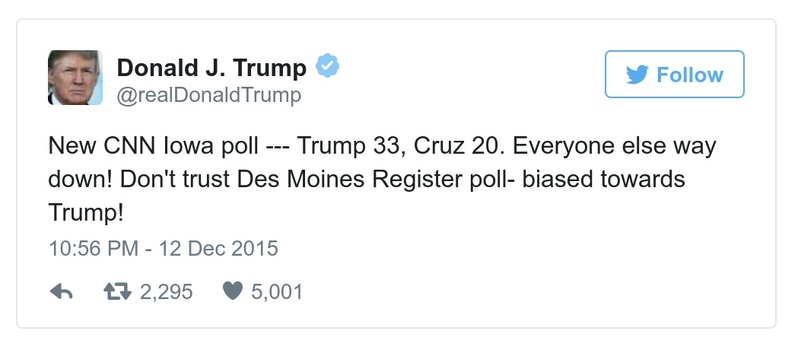 Donald J. Trump
@realDonaldTrump
Follow
New CNN Iowa poll --- Trump 33, Cruz 20. Everyone else way
down! Don't trust Des Moines Register poll- biased towards
Trump!
10:56 PM - 12 Dec 2015
2,295 5,001